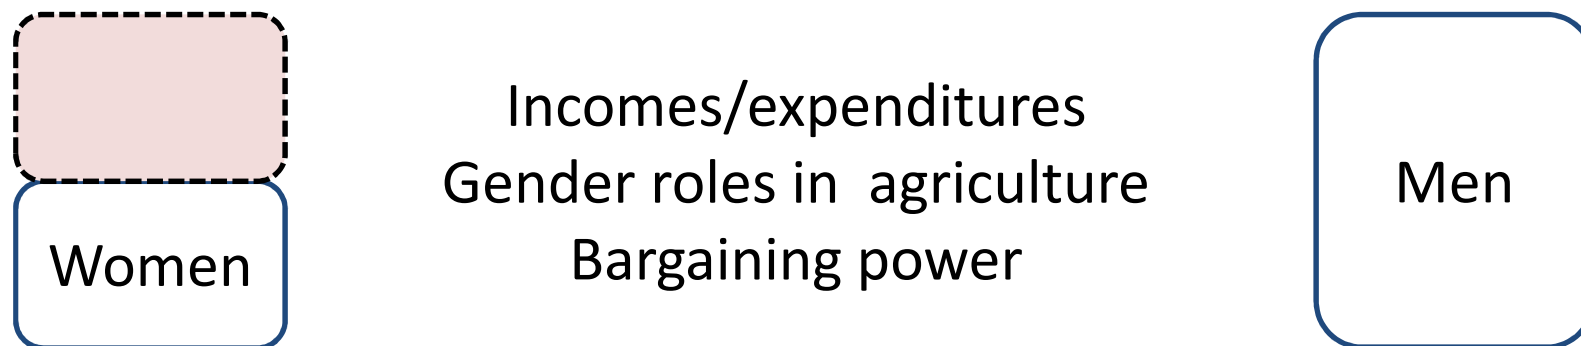 Women
Incomes/expenditures
Gender roles in  agriculture
Bargaining power
Men